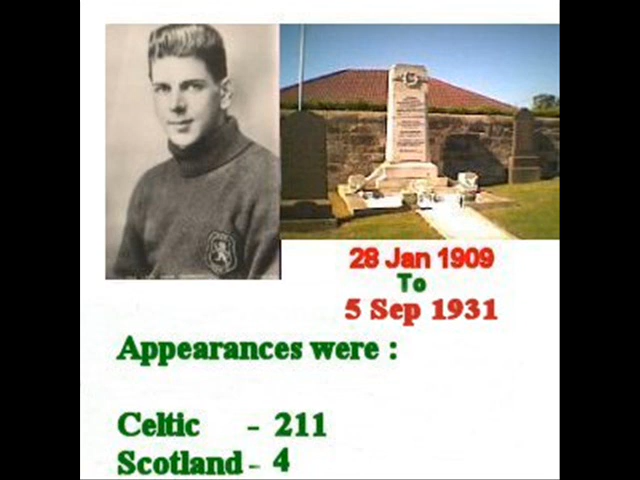 28 Jan 1909
To
5 Sep 1931
Appearances were :
Celtic - 211
Scotland - 4